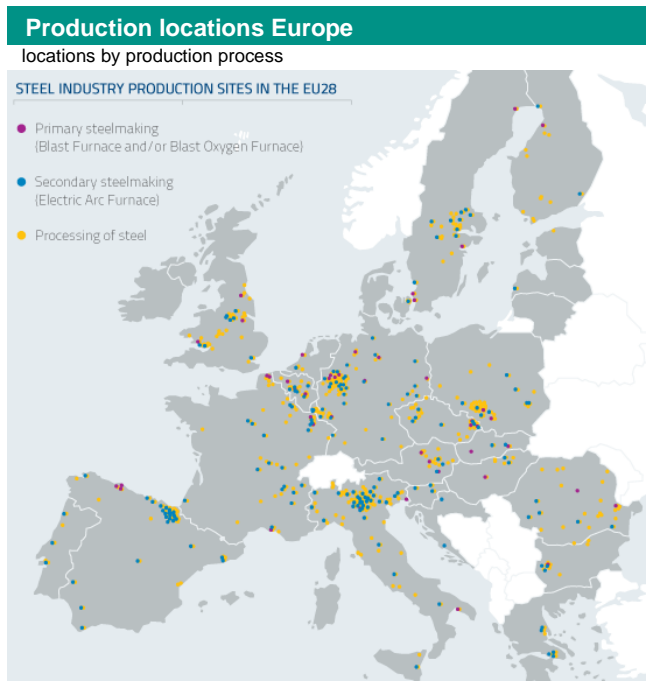 Production locations Europe
locations by production process
STEEL INDUSTRY PRODUCTION SITES IN THE EU28
Primary steelmaking
(Blast Furnace and/or Blast Oxygen Furnace)
Secondary steelmaking
(Electric Arc Furnace)
Processing of steel